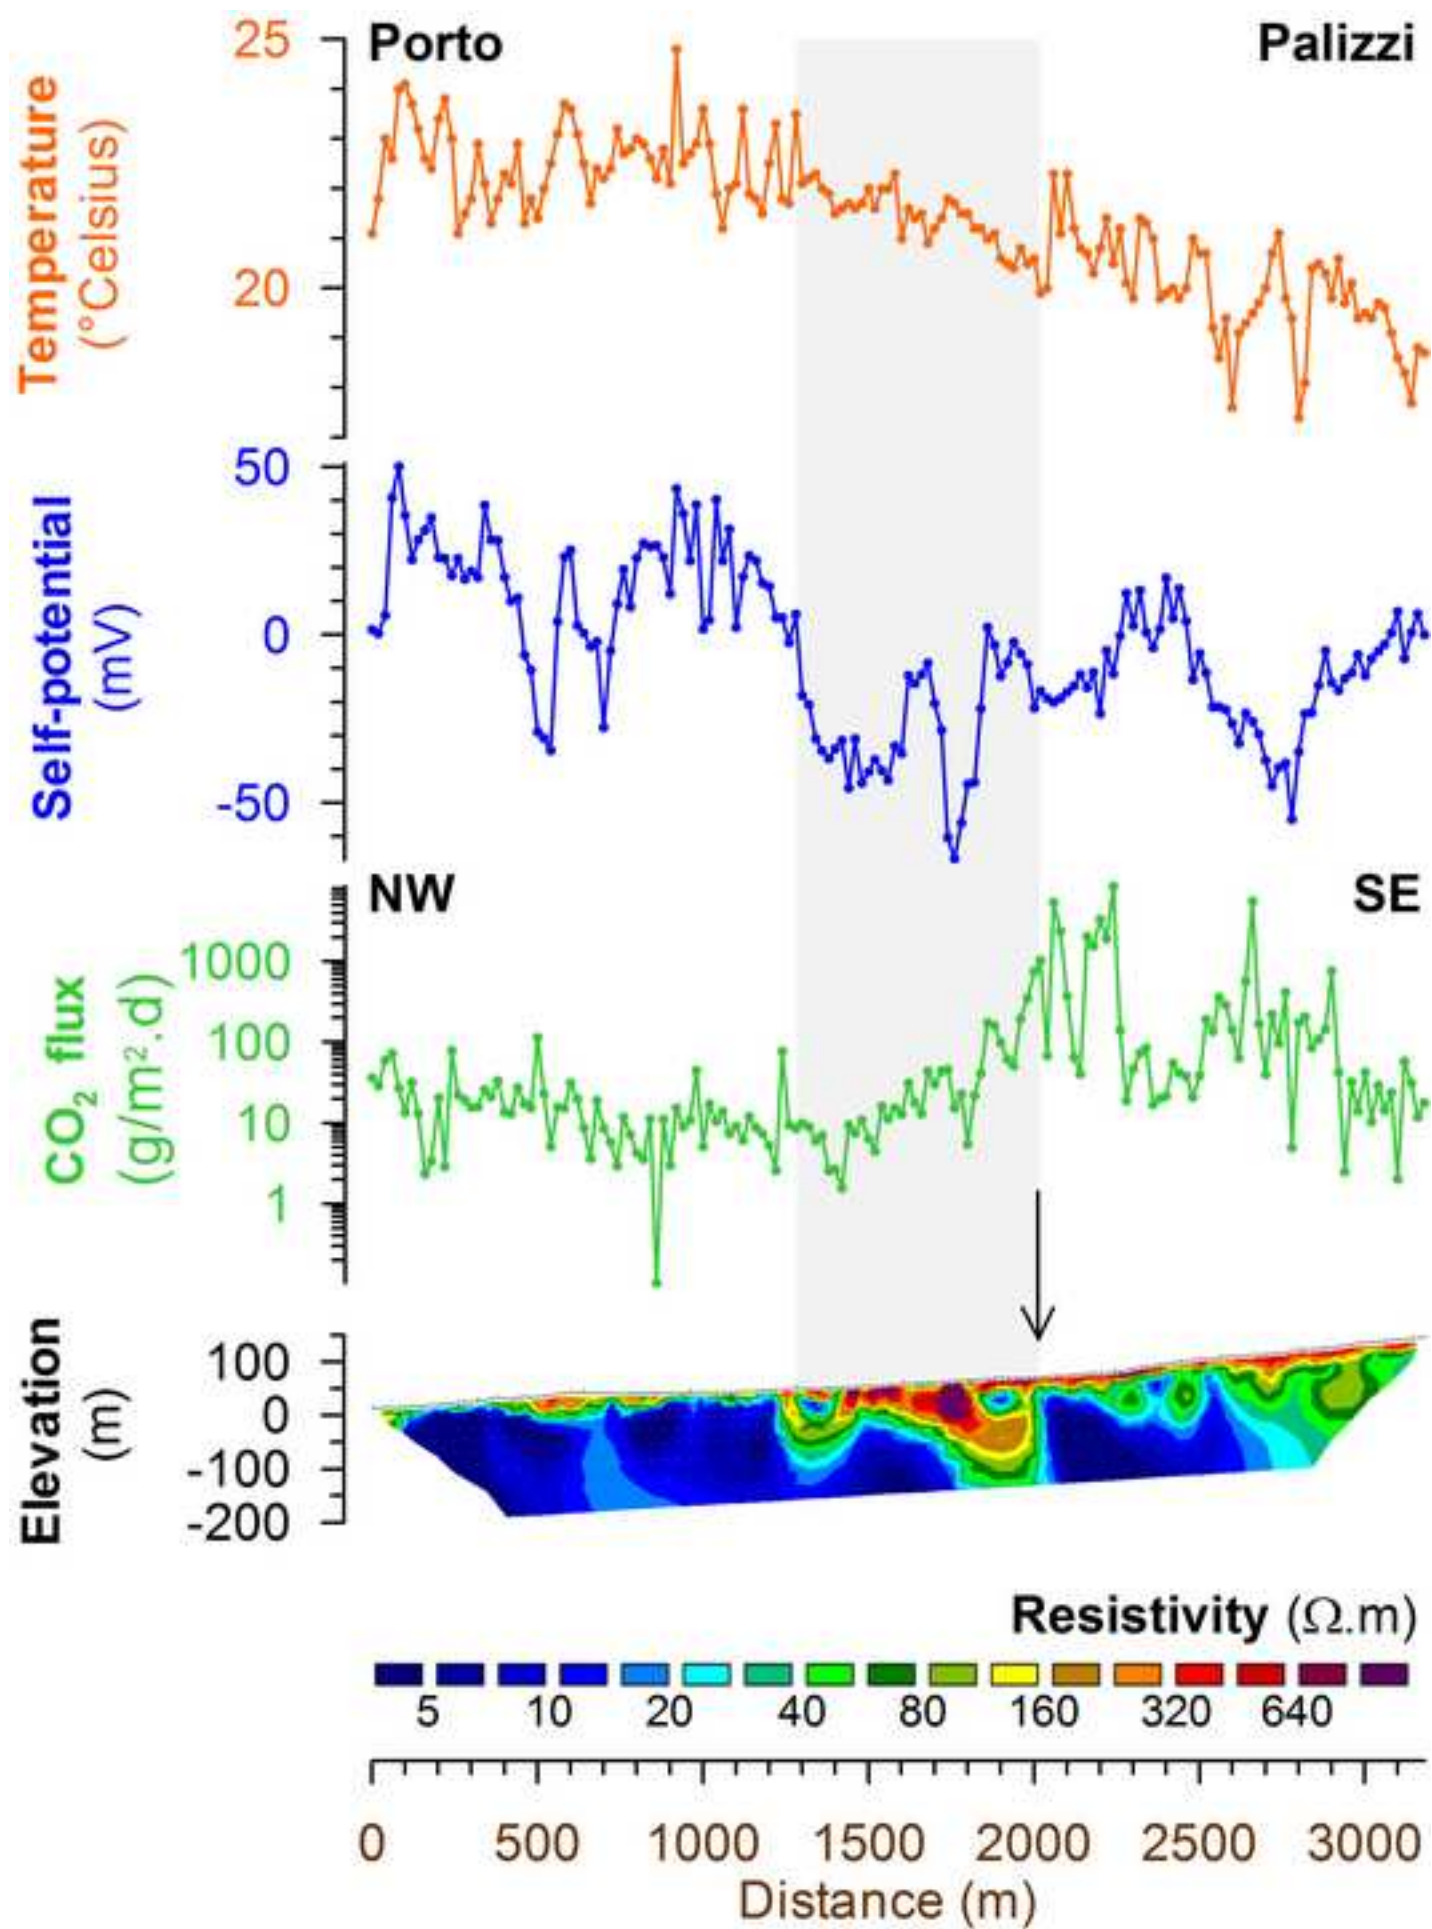 Porto Palizzi
Temperature
(°Celsius)
25
20
Self-potential
(mV)
50
0
-50
NW SE
CO2 flux
(g/m².d)
1000
100
10
1
Elevation
(m)
100
0
-100
-200
Resistivity (Ω.m)
5 10 20 40 80 160 320 640
0 500 1000 1500 2000 2500 3000
Distance (m)